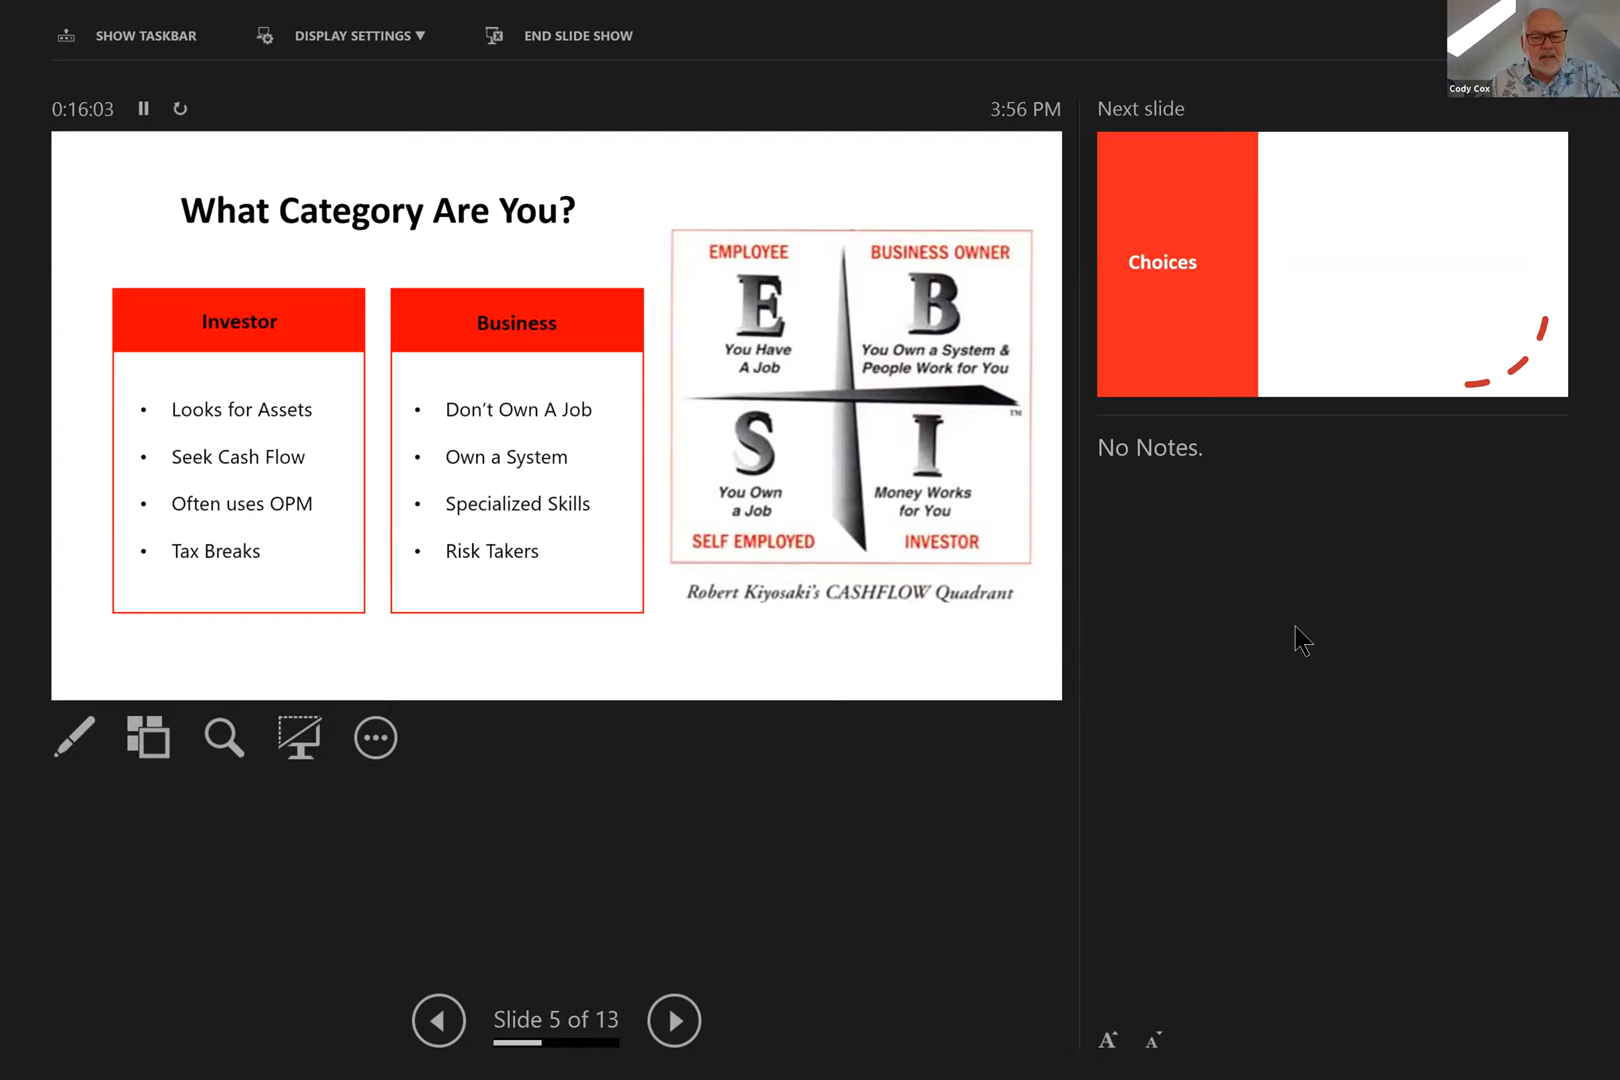 SHOW TASKBAR
DISPLAY SETTINGS ▼
END SLIDE SHOW
Cody Cox
0:16:03
3:56 PM
Next slide
What Category Are You?
Investor
• Looks for Assets
• Seek Cash Flow
• Often uses OPM
• Tax Breaks
Business
• Don’t Own A Job
• Own a System
• Specialized Skills
• Risk Takers
EMPLOYEE
E
You Have
A Job
BUSINESS OWNER
B
You Own a System &
People Work for You
TM
S
You Own
a Job
SELF EMPLOYED
I
Money Works
for You
INVESTOR
Robert Kiyosaki's CASHFLOW Quadrant
Choices
No Notes.
Slide 5 of 13
A A